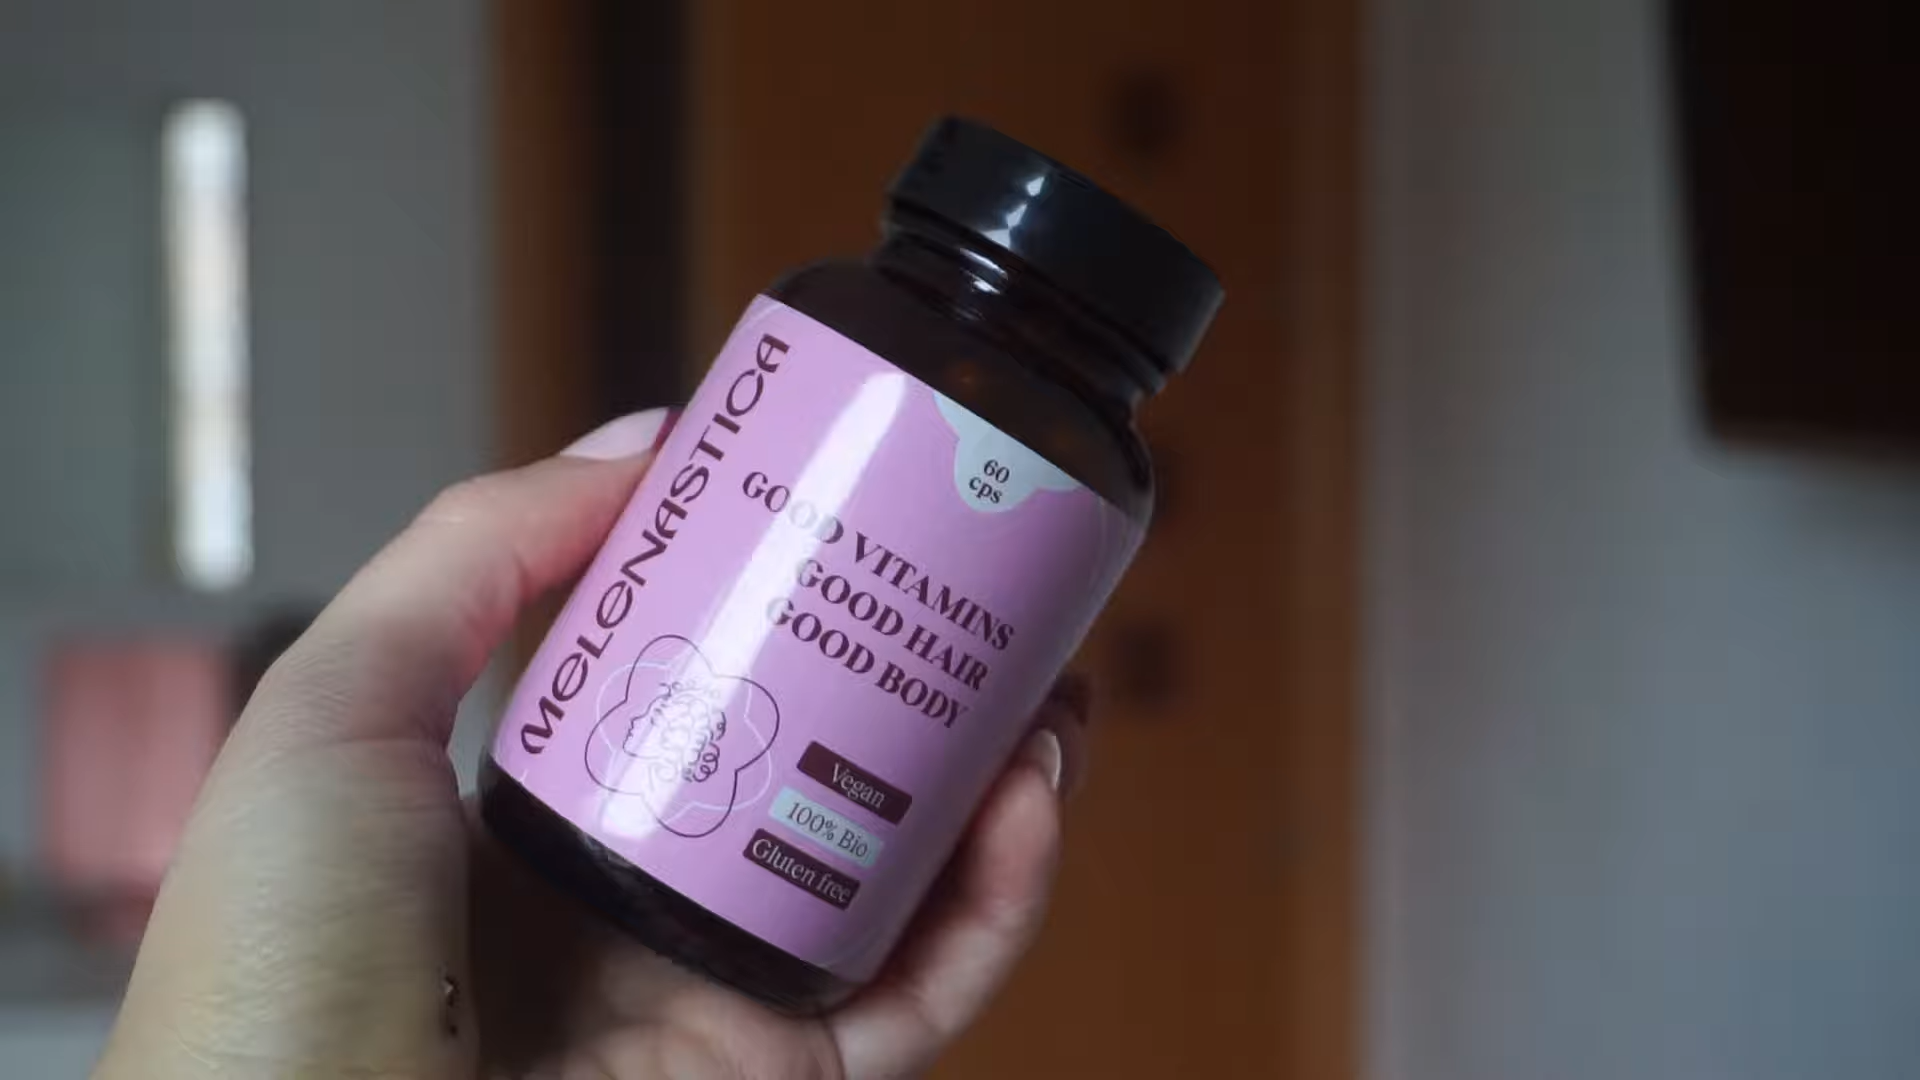 MELENASTICA
60
cps
GOOD VITAMINS
GOOD HAIR
GOOD BODY
Vegan
100% Bio
Gluten free